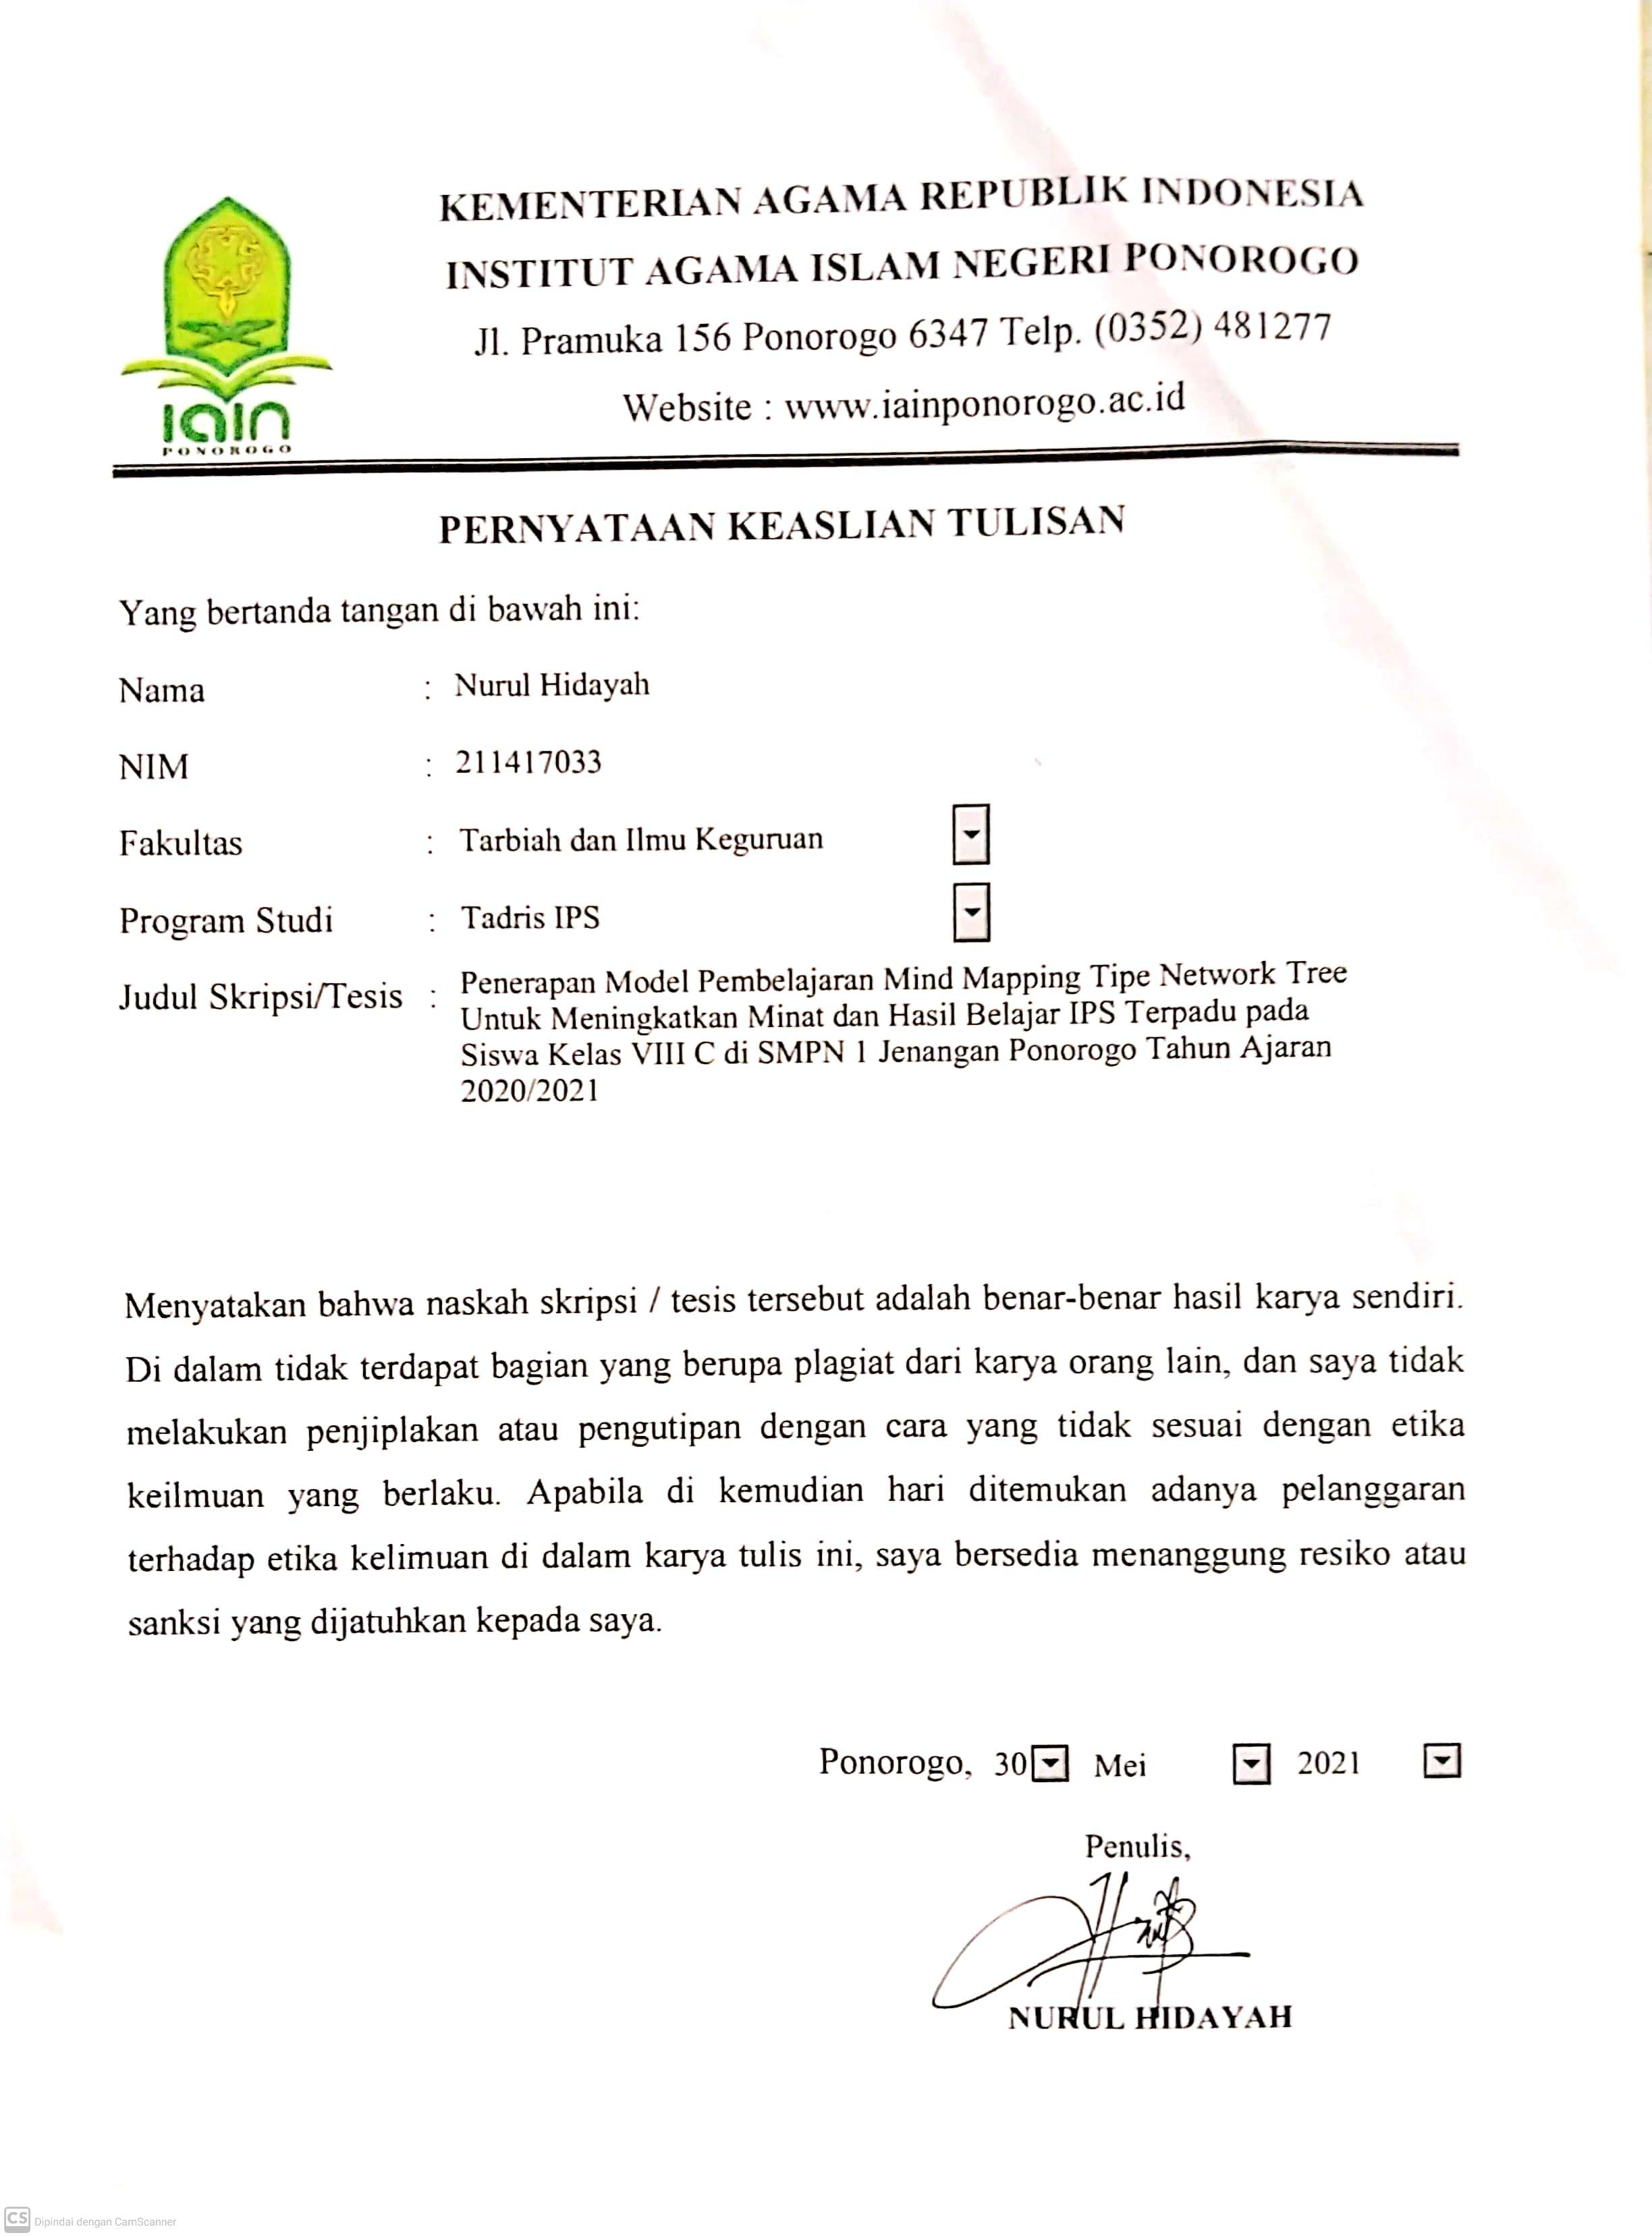 KEMENTERIAN AGAMA REPUBLIK INDONESIA
INSTITUT AGAMA ISLAM NEGERI PONOROGO
Jl. Pramuka 156 Ponorogo 6347 Telp. (0352) 481277
Website : www.iainponorogo.ac.id
iain
PONOROGO
PERNYATAAN KEASLIAN TULISAN
Yang bertanda tangan di bawah ini:
Nama : Nurul Hidayah
NIM : 211417033
Fakultas : Tarbiah dan Ilmu Keguruan
Program Studi : Tadris IPS
Judul Skripsi/Tesis : Penerapan Model Pembelajaran Mind Mapping Tipe Network Tree
Untuk Meningkatkan Minat dan Hasil Belajar IPS Terpadu pada
Siswa Kelas VIII C di SMPN 1 Jenangan Ponorogo Tahun Ajaran
2020/2021
Menyatakan bahwa naskah skripsi / tesis tersebut adalah benar-benar hasil karya sendiri.
Di dalam tidak terdapat bagian yang berupa plagiat dari karya orang lain, dan saya tidak
melakukan penjiplakan atau pengutipan dengan cara yang tidak sesuai dengan etika
keilmuan yang berlaku. Apabila di kemudian hari ditemukan adanya pelanggaran
terhadap etika kelimuan di dalam karya tulis ini, saya bersedia menanggung resiko atau
sanksi yang dijatuhkan kepada saya.
Ponorogo, 30 Mei 2021
Penulis,
NURUL HIDAYAH
CS Dipindai dengan CamScanner